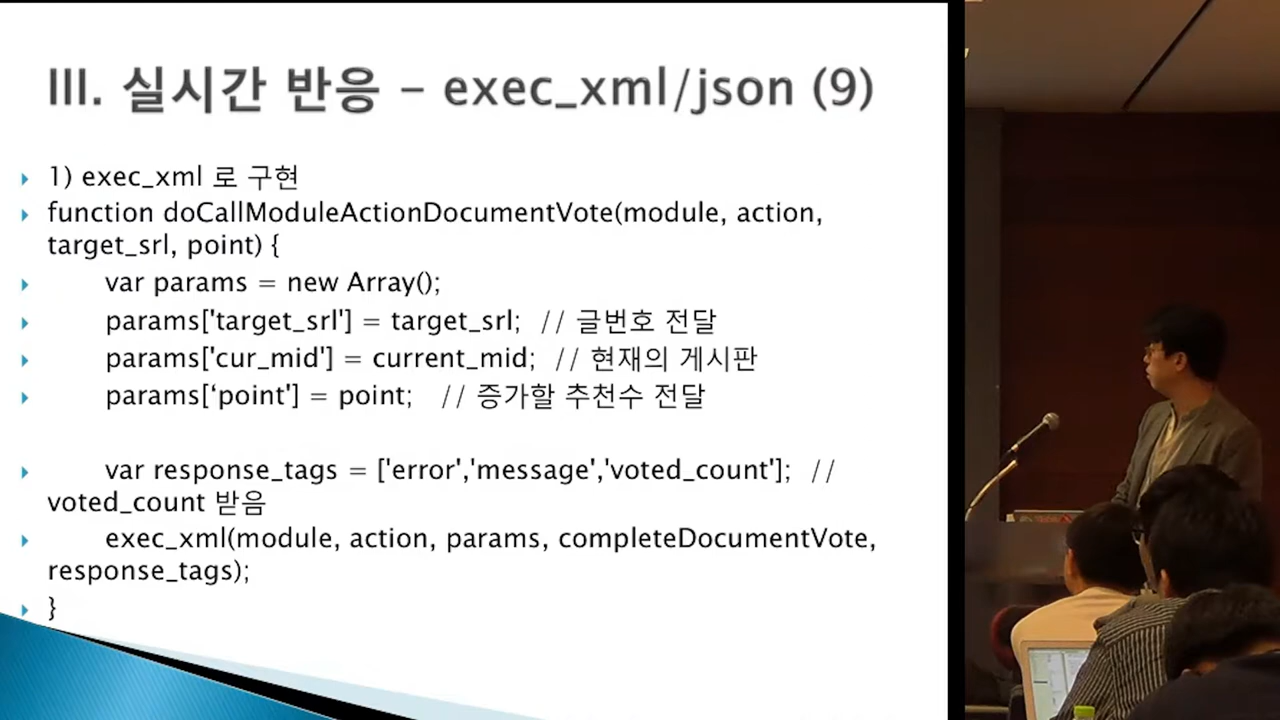 III. 실시간 반응 – exec_xml/json (9)
1) exec_xml 로 구현
function doCallModuleActionDocumentVote(module, action,
target_srl, point) {
var params = new Array();
params['target_srl'] = target_srl; // 글번호 전달
params['cur_mid'] = current_mid; // 현재의 게시판
params[‘point'] = point; // 증가할 추천수 전달
var response_tags = ['error','message','voted_count']; //
voted_count 받음
exec_xml(module, action, params, completeDocumentVote,
response_tags);
}